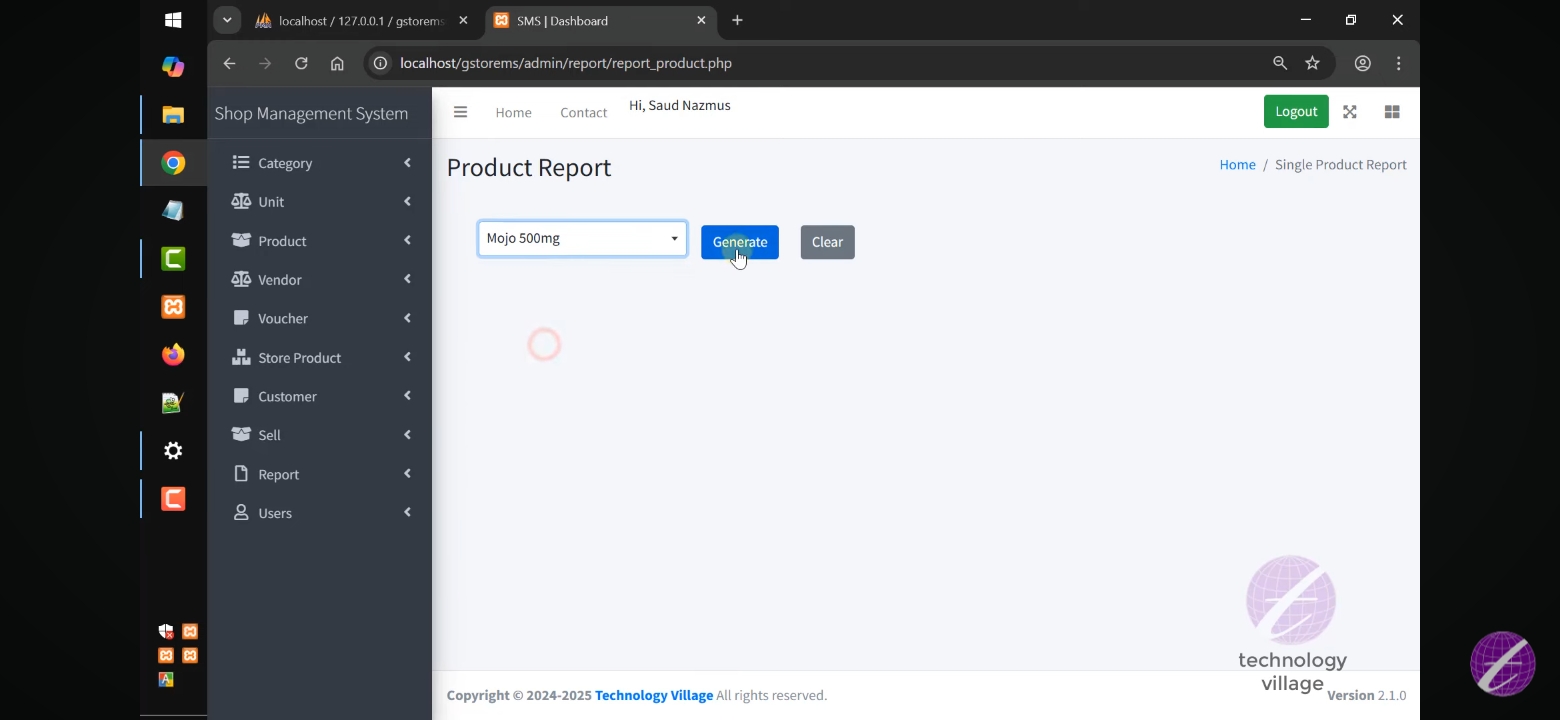 localhost / 127.0.0.1 / gstorems
SMS | Dashboard
localhost/gstorems/admin/report/report_product.php
Shop Management System
Home
Contact
Hi, Saud Nazmus
Logout
Category
Unit
Product
Vendor
Voucher
Store Product
Customer
Sell
Report
Users
Product Report
Home / Single Product Report
Mojo 500mg
Generate
Clear
technology
village
Copyright © 2024-2025 Technology Village All rights reserved.
Version 2.1.0